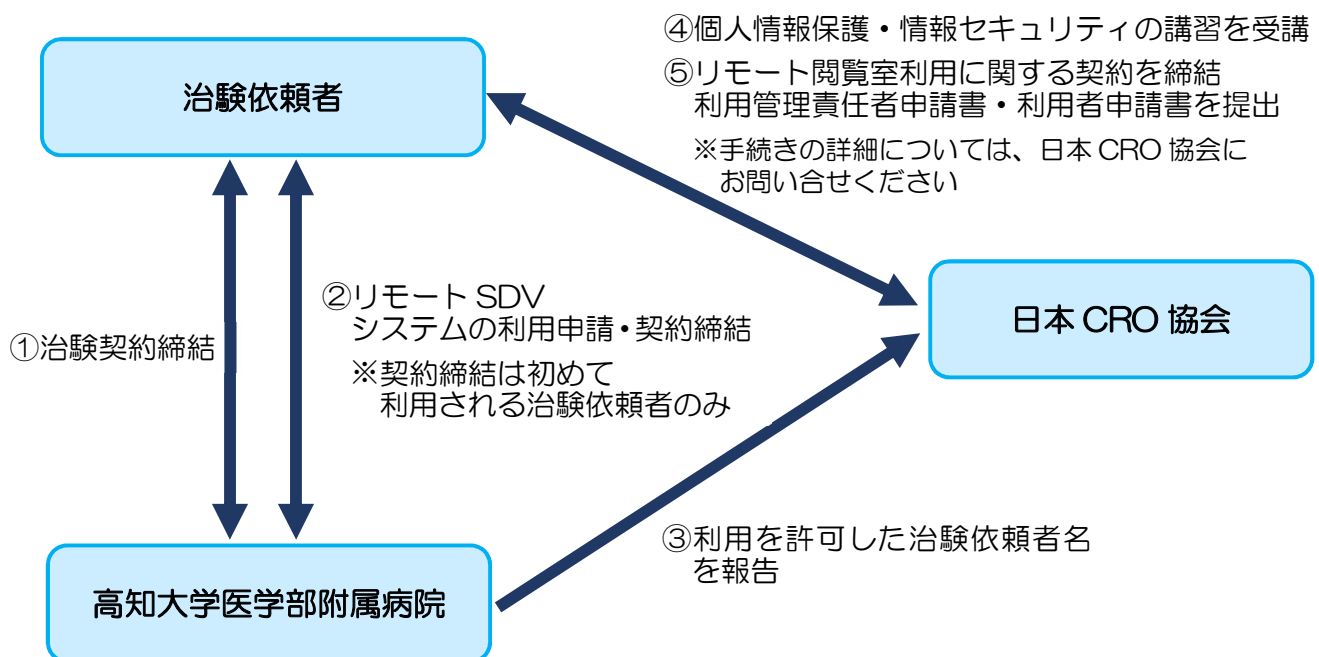 ④個人情報保護・情報セキュリティの講習を受講
⑤リモート閲覧室利用に関する契約を締結
利用管理責任者申請書・利用者申請書を提出
※手続きの詳細については、日本 CRO 協会に
お問い合せください
治験依頼者
②リモート SDV
システムの利用申請・契約締結
※契約締結は初めて
利用される治験依頼者のみ
①治験契約締結
日本 CRO 協会
③利用を許可した治験依頼者名
を報告
高知大学医学部附属病院